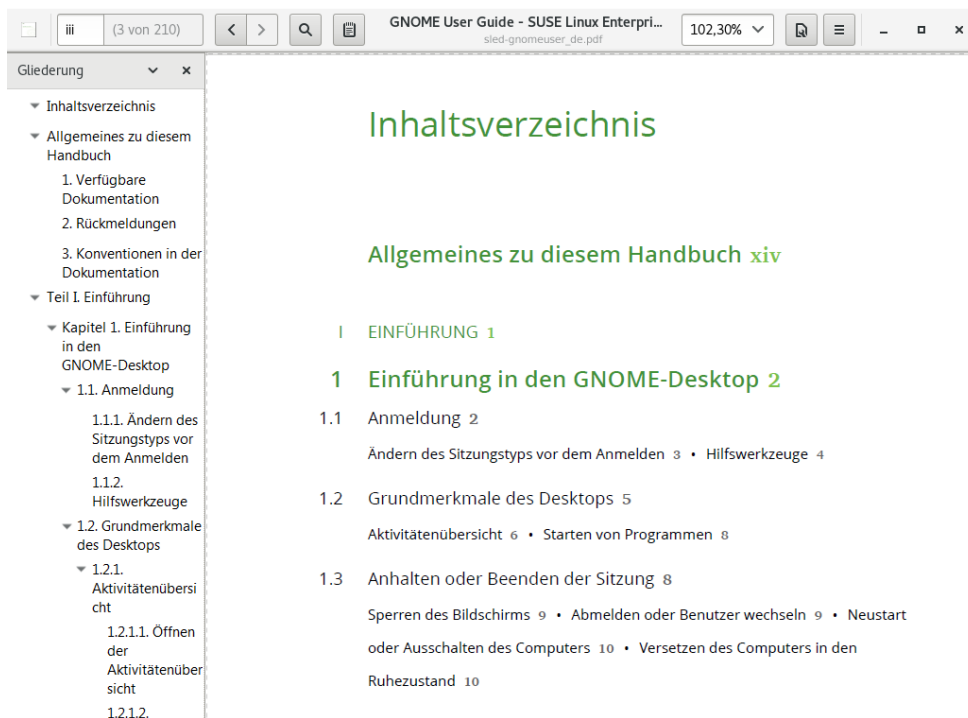 iii
(3 von 210)
GNOME User Guide - SUSE Linux Enterpri...
sled-gnomeuser_de.pdf
102,30%
Gliederung
Inhaltsverzeichnis
Allgemeines zu diesem
Handbuch
1. Verfügbare
Dokumentation
2. Rückmeldungen
3. Konventionen in der
Dokumentation
Teil I. Einführung
Kapitel 1. Einführung
in den
GNOME-Desktop
1.1. Anmeldung
1.1.1. Ändern des
Sitzungstyps vor
dem Anmelden
1.1.2.
Hilfswerkzeuge
1.2. Grundmerkmale
des Desktops
1.2.1.
Aktivitätenübersi
cht
1.2.1.1. Öffnen
der
Aktivitätenüber
sicht
1.2.1.2.
Inhaltsverzeichnis
Allgemeines zu diesem Handbuch xiv
I EINFÜHRUNG 1
1 Einführung in den GNOME-Desktop 2
1.1 Anmeldung 2
Ändern des Sitzungstyps vor dem Anmelden 3 • Hilfswerkzeuge 4
1.2 Grundmerkmale des Desktops 5
Aktivitätenübersicht 6 • Starten von Programmen 8
1.3 Anhalten oder Beenden der Sitzung 8
Sperren des Bildschirms 9 • Abmelden oder Benutzer wechseln 9 • Neustart
oder Ausschalten des Computers 10 • Versetzen des Computers in den
Ruhezustand 10